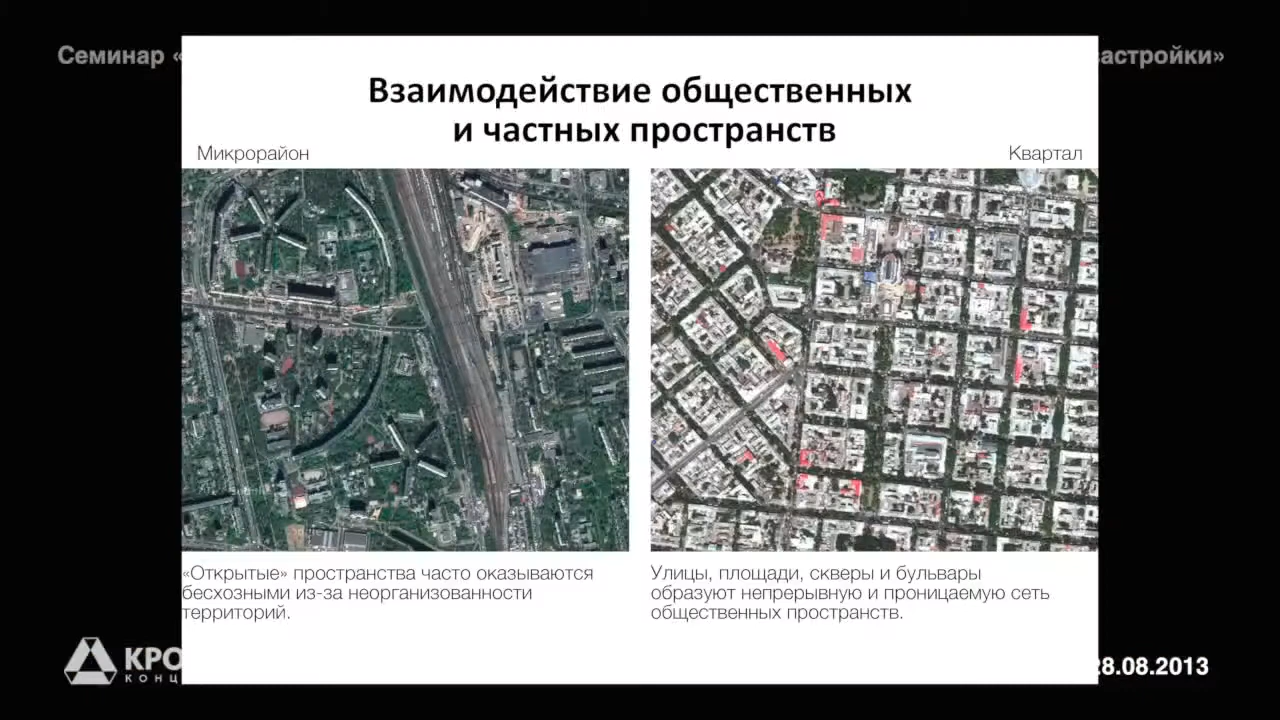 Семинар «
астройки»
Взаимодействие общественных
и частных пространств
Микрорайон
Квартал
«Открытые» пространства часто оказываются
бесхозными из-за неорганизованности
территорий.
Улицы, площади, скверы и бульвары
образуют непрерывную и проницаемую сеть
общественных пространств.
КРО
КОНЦ
28.08.2013